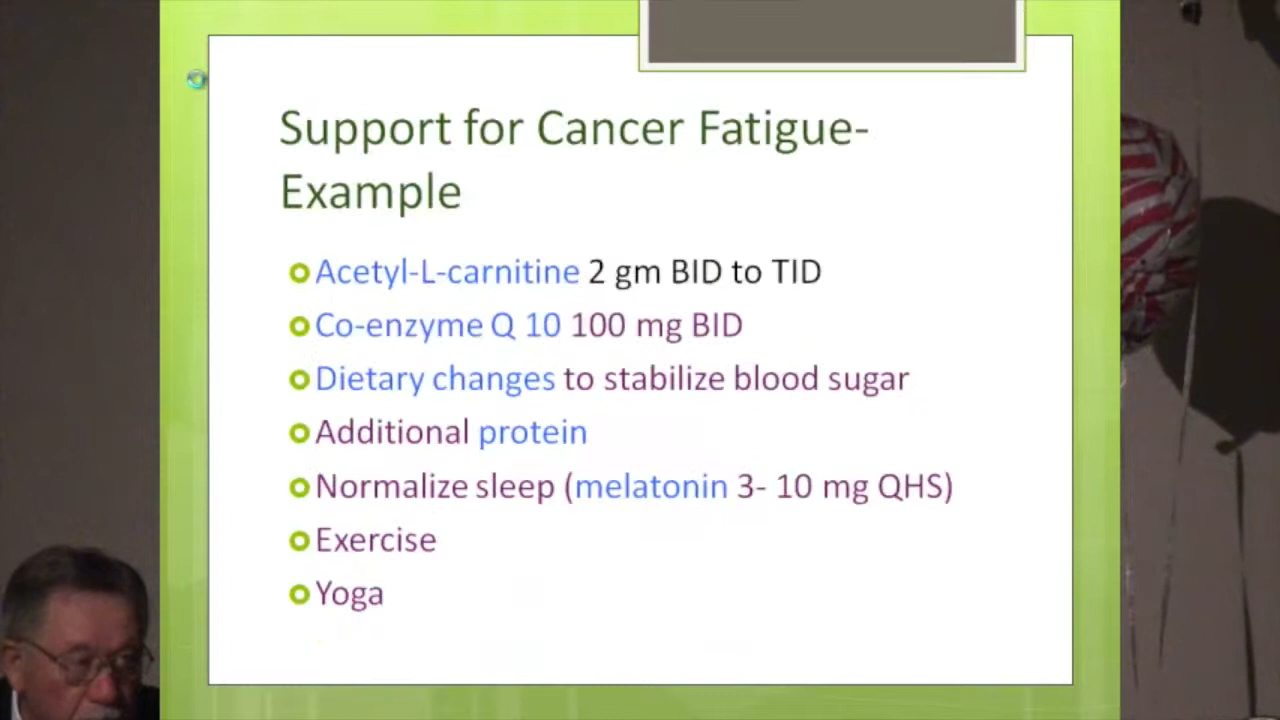 Support for Cancer Fatigue-
Example
Acetyl-L-carnitine 2 gm BID to TID
Co-enzyme Q 10 100 mg BID
Dietary changes to stabilize blood sugar
Additional protein
Normalize sleep (melatonin 3- 10 mg QHS)
Exercise
Yoga